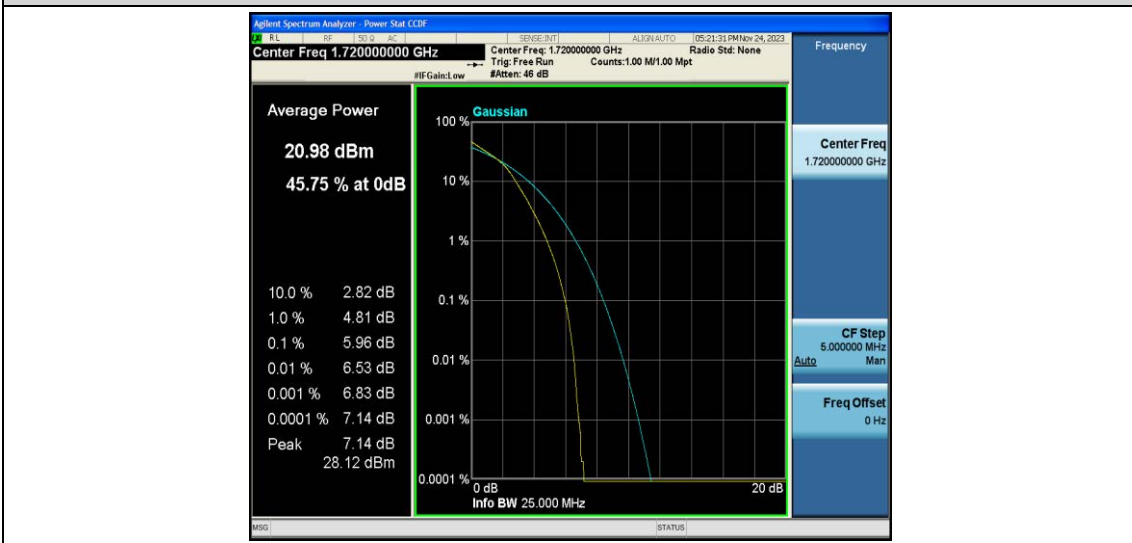 Agilent Spectrum Analyzer - Power Stat CCDF
LXI RL RF 50 Ω AC SENSE:INT ALIGNAUTO 05:21:31 PM Nov 24, 2023
Center Freq 1.720000000 GHz
Center Freq: 1.720000000 GHz Radio Std: None
Trig: Free Run Counts:1.00 M/1.00 Mpt
#IFGain:Low #Atten: 46 dB
Average Power
20.98 dBm
45.75 % at 0dB
10.0 % 2.82 dB
1.0 % 4.81 dB
0.1 % 5.96 dB
0.01 % 6.53 dB
0.001 % 6.83 dB
0.0001 % 7.14 dB
Peak 7.14 dB
28.12 dBm
Gaussian
100 %
10 %
1 %
0.1 %
0.01 %
0.001 %
0.0001 %
0 dB 20 dB
Info BW 25.000 MHz
Frequency
Center Freq
1.720000000 GHz
CF Step
5.000000 MHz
Auto Man
Freq Offset
0 Hz
MSG STATUS